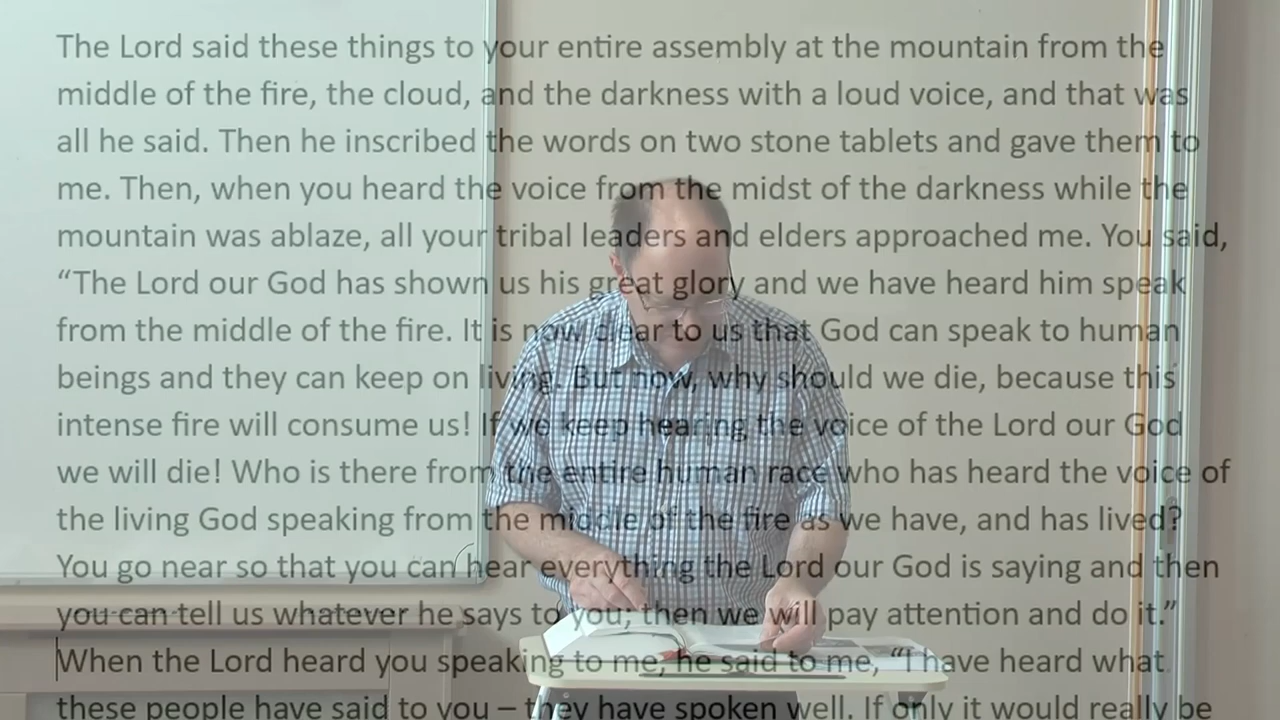 The Lord said these things to your entire assembly at the mountain from the
middle of the fire, the cloud, and the darkness with a loud voice, and that was
all he said. Then he inscribed the words on two stone tablets and gave them to
me. Then, when you heard the voice from the midst of the darkness while the
mountain was ablaze, all your tribal leaders and elders approached me. You said,
“The Lord our God has shown us his great glory and we have heard him speak
from the middle of the fire. It is now clear to us that God can speak to human
beings and they can keep on living. But now, why should we die, because this
intense fire will consume us! If we keep hearing the voice of the Lord our God
we will die! Who is there from the entire human race who has heard the voice of
the living God speaking from the middle of the fire as we have, and has lived?
You go near so that you can hear everything the Lord our God is saying and then
you can tell us whatever he says to you; then we will pay attention and do it.”
When the Lord heard you speaking to me, he said to me, “I have heard what
these people have said to you – they have spoken well. If only it would really be